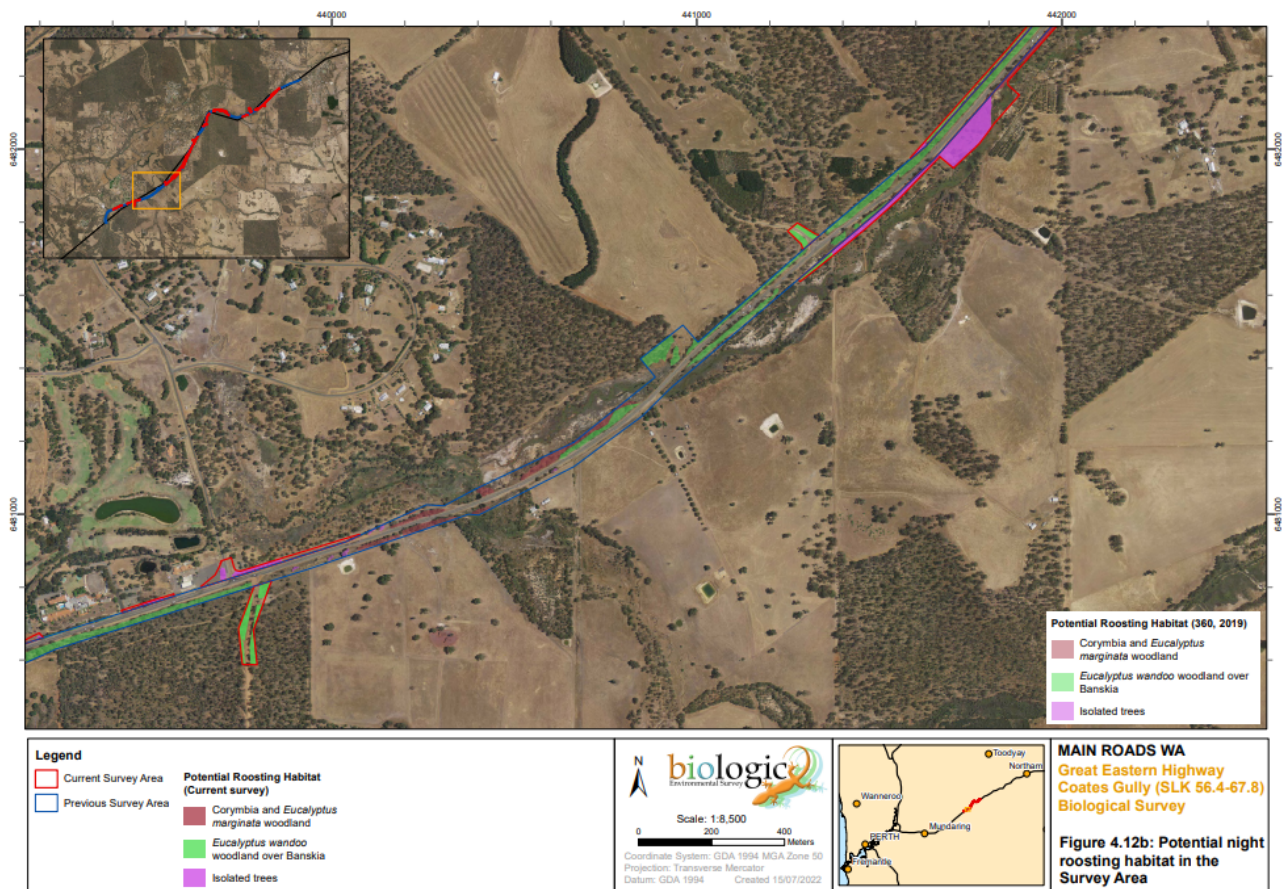 440000
441000
442000
6482000
6482000
6481000
6481000
Potential Roosting Habitat (360, 2019)
Corymbia and Eucalyptus
marginata woodland
Eucalyptus wandoo woodland over
Banskia
Isolated trees
Legend
Current Survey Area
Previous Survey Area
Potential Roosting Habitat
(Current survey)
Corymbia and Eucalyptus
marginata woodland
Eucalyptus wandoo
woodland over Banskia
Isolated trees
N
biologic
Environmental Survey
Scale: 1:8,500
0 200 400
Meters
Coordinate System: GDA 1994 MGA Zone 50
Projection: Transverse Mercator
Datum: GDA 1994 Created 15/07/2022
Toodyay
Northam
Wanneroo
Mundaring
PERTH
Fremantle
MAIN ROADS WA
Great Eastern Highway
Coates Gully (SLK 56.4-67.8)
Biological Survey
Figure 4.12b: Potential night
roosting habitat in the
Survey Area